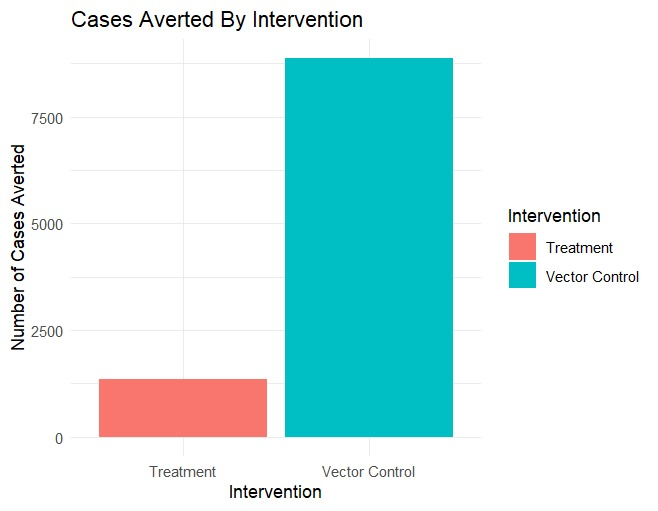 Cases Averted By Intervention
Number of Cases Averted
7500
5000
2500
0
Treatment
Vector Control
Intervention
Intervention
Treatment
Vector Control